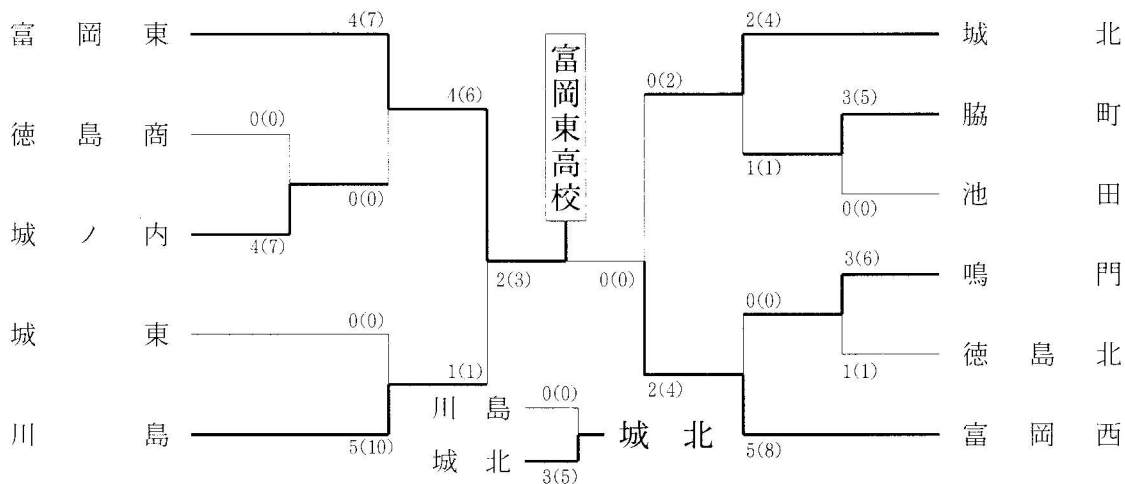 富岡東
4(7)
徳島商
0(0)
城ノ内
4(7)
0(0)
4(6)
城東
0(0)
川島
5(10)
1(1)
2(3)
富岡東高校
0(0)
城北
2(4)
脇町
3(5)
池田
0(0)
1(1)
0(2)
鳴門
3(6)
徳島北
1(1)
0(0)
富岡西
5(8)
2(4)
川島
0(0)
城北
3(5)
城北